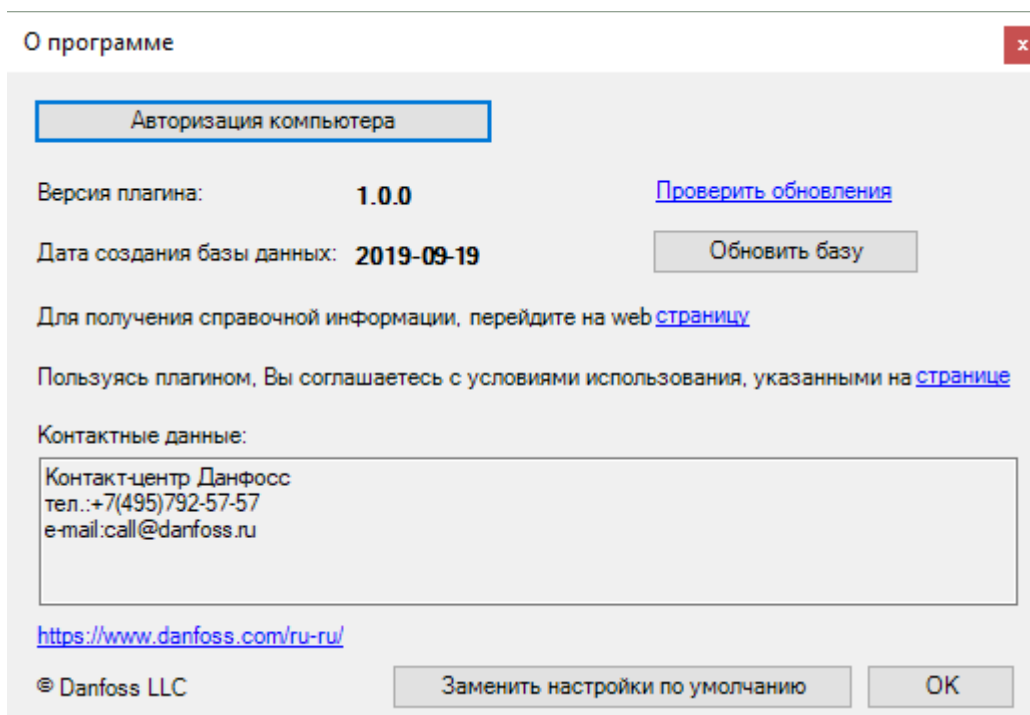 О программе
x
Авторизация компьютера
Версия плагина: 1.0.0 Проверить обновления
Дата создания базы данных: 2019-09-19 Обновить базу
Для получения справочной информации, перейдите на web страницу
Пользуясь плагином, Вы соглашаетесь с условиями использования, указанными на странице
Контактные данные:
Контакт-центр Данфосс
тел.:+7(495)792-57-57
e-mail:call@danfoss.ru
https://www.danfoss.com/ru-ru/
© Danfoss LLC Заменить настройки по умолчанию OK